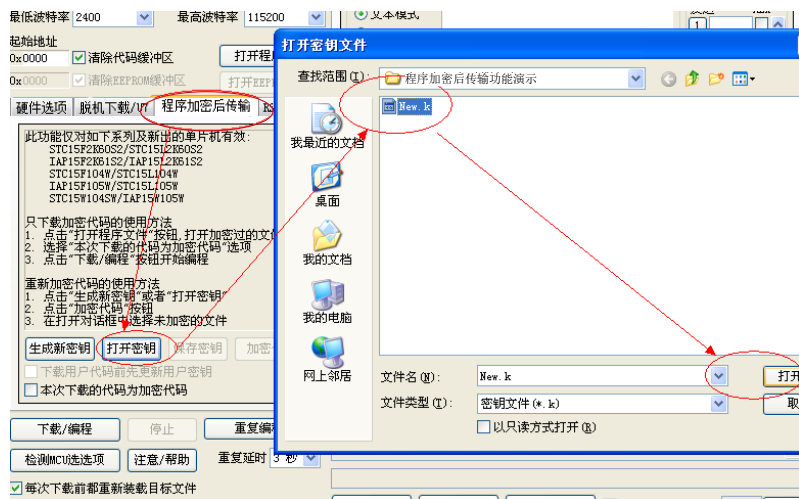 最低波特率 2400 最高波特率 115200
文本模式
起始地址
0x0000 清除代码缓冲区 打开程
0x0000 清除EEPROM缓冲区 打开EEP
硬件选项 脱机下载/U7 程序加密后传输
此功能仅对如下系列及新出的单片机有效:
STC15F2K60S2/STC15L2K60S2
IAP15F2K61S2/IAP15L2K61S2
STC15F104W/STC15L104W
IAP15F105W/STC15L105W
STC15W104SW/IAP15W105W
只下载加密代码的使用方法
1. 点击"打开程序文件"按钮,打开加密过的文
2. 选择"本次下载的代码为加密代码"选项
3. 点击"下载/编程"按钮开始编程
重新加密代码的使用方法
1. 点击"生成新密钥"或者"打开密钥"
2. 点击"加密代码"按钮
3. 在打开对话框中选择未加密的文件
生成新密钥 打开密钥 保存密钥 加密
下载用户代码前先更新用户密钥
本次下载的代码为加密代码
下载/编程 停止 重复编
检测MCU选选项 注意/帮助 重复延时 3 秒
每次下载前都重新装载目标文件
打开密钥文件
查找范围(I): 程序加密后传输功能演示
New.k
我最近的文档
桌面
我的文档
我的电脑
网上邻居
文件名(N): New.k 打开
文件类型(T): 密钥文件(*.k) 取
以只读方式打开(R)